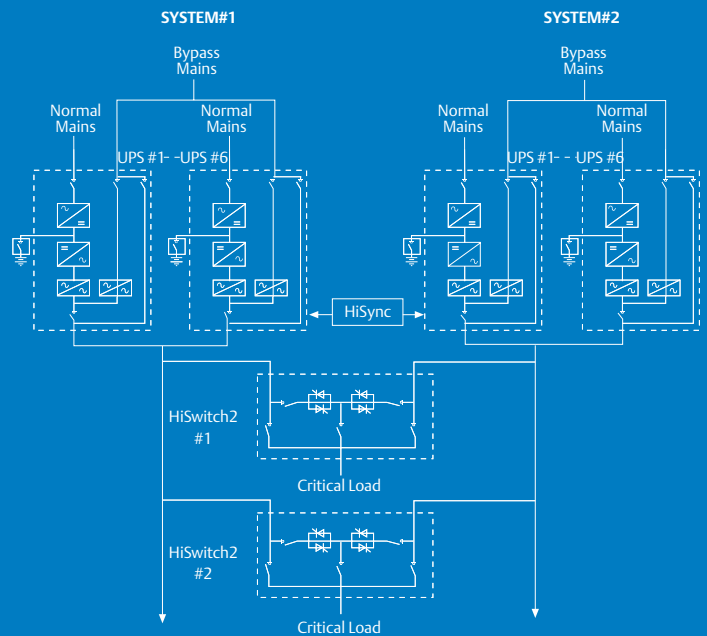 SYSTEM#1
SYSTEM#2
Bypass
Mains
Bypass
Mains
Normal
Mains
Normal
Mains
Normal
Mains
Normal
Mains
UPS #1- -UPS #6
UPS #1- - -UPS #6
HiSync
HiSwitch2
#1
Critical Load
HiSwitch2
#2
Critical Load